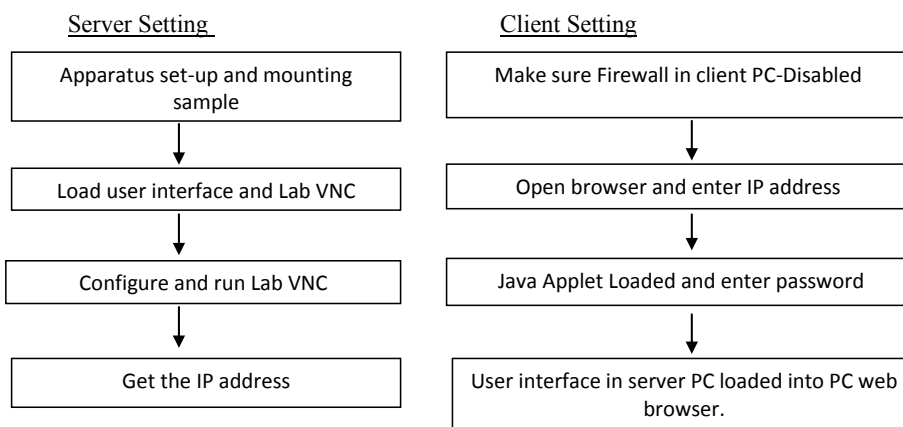 Server Setting
Apparatus set-up and mounting
sample
Load user interface and Lab VNC
Configure and run Lab VNC
Get the IP address
Client Setting
Make sure Firewall in client PC-Disabled
Open browser and enter IP address
Java Applet Loaded and enter password
User interface in server PC loaded into PC web
browser.